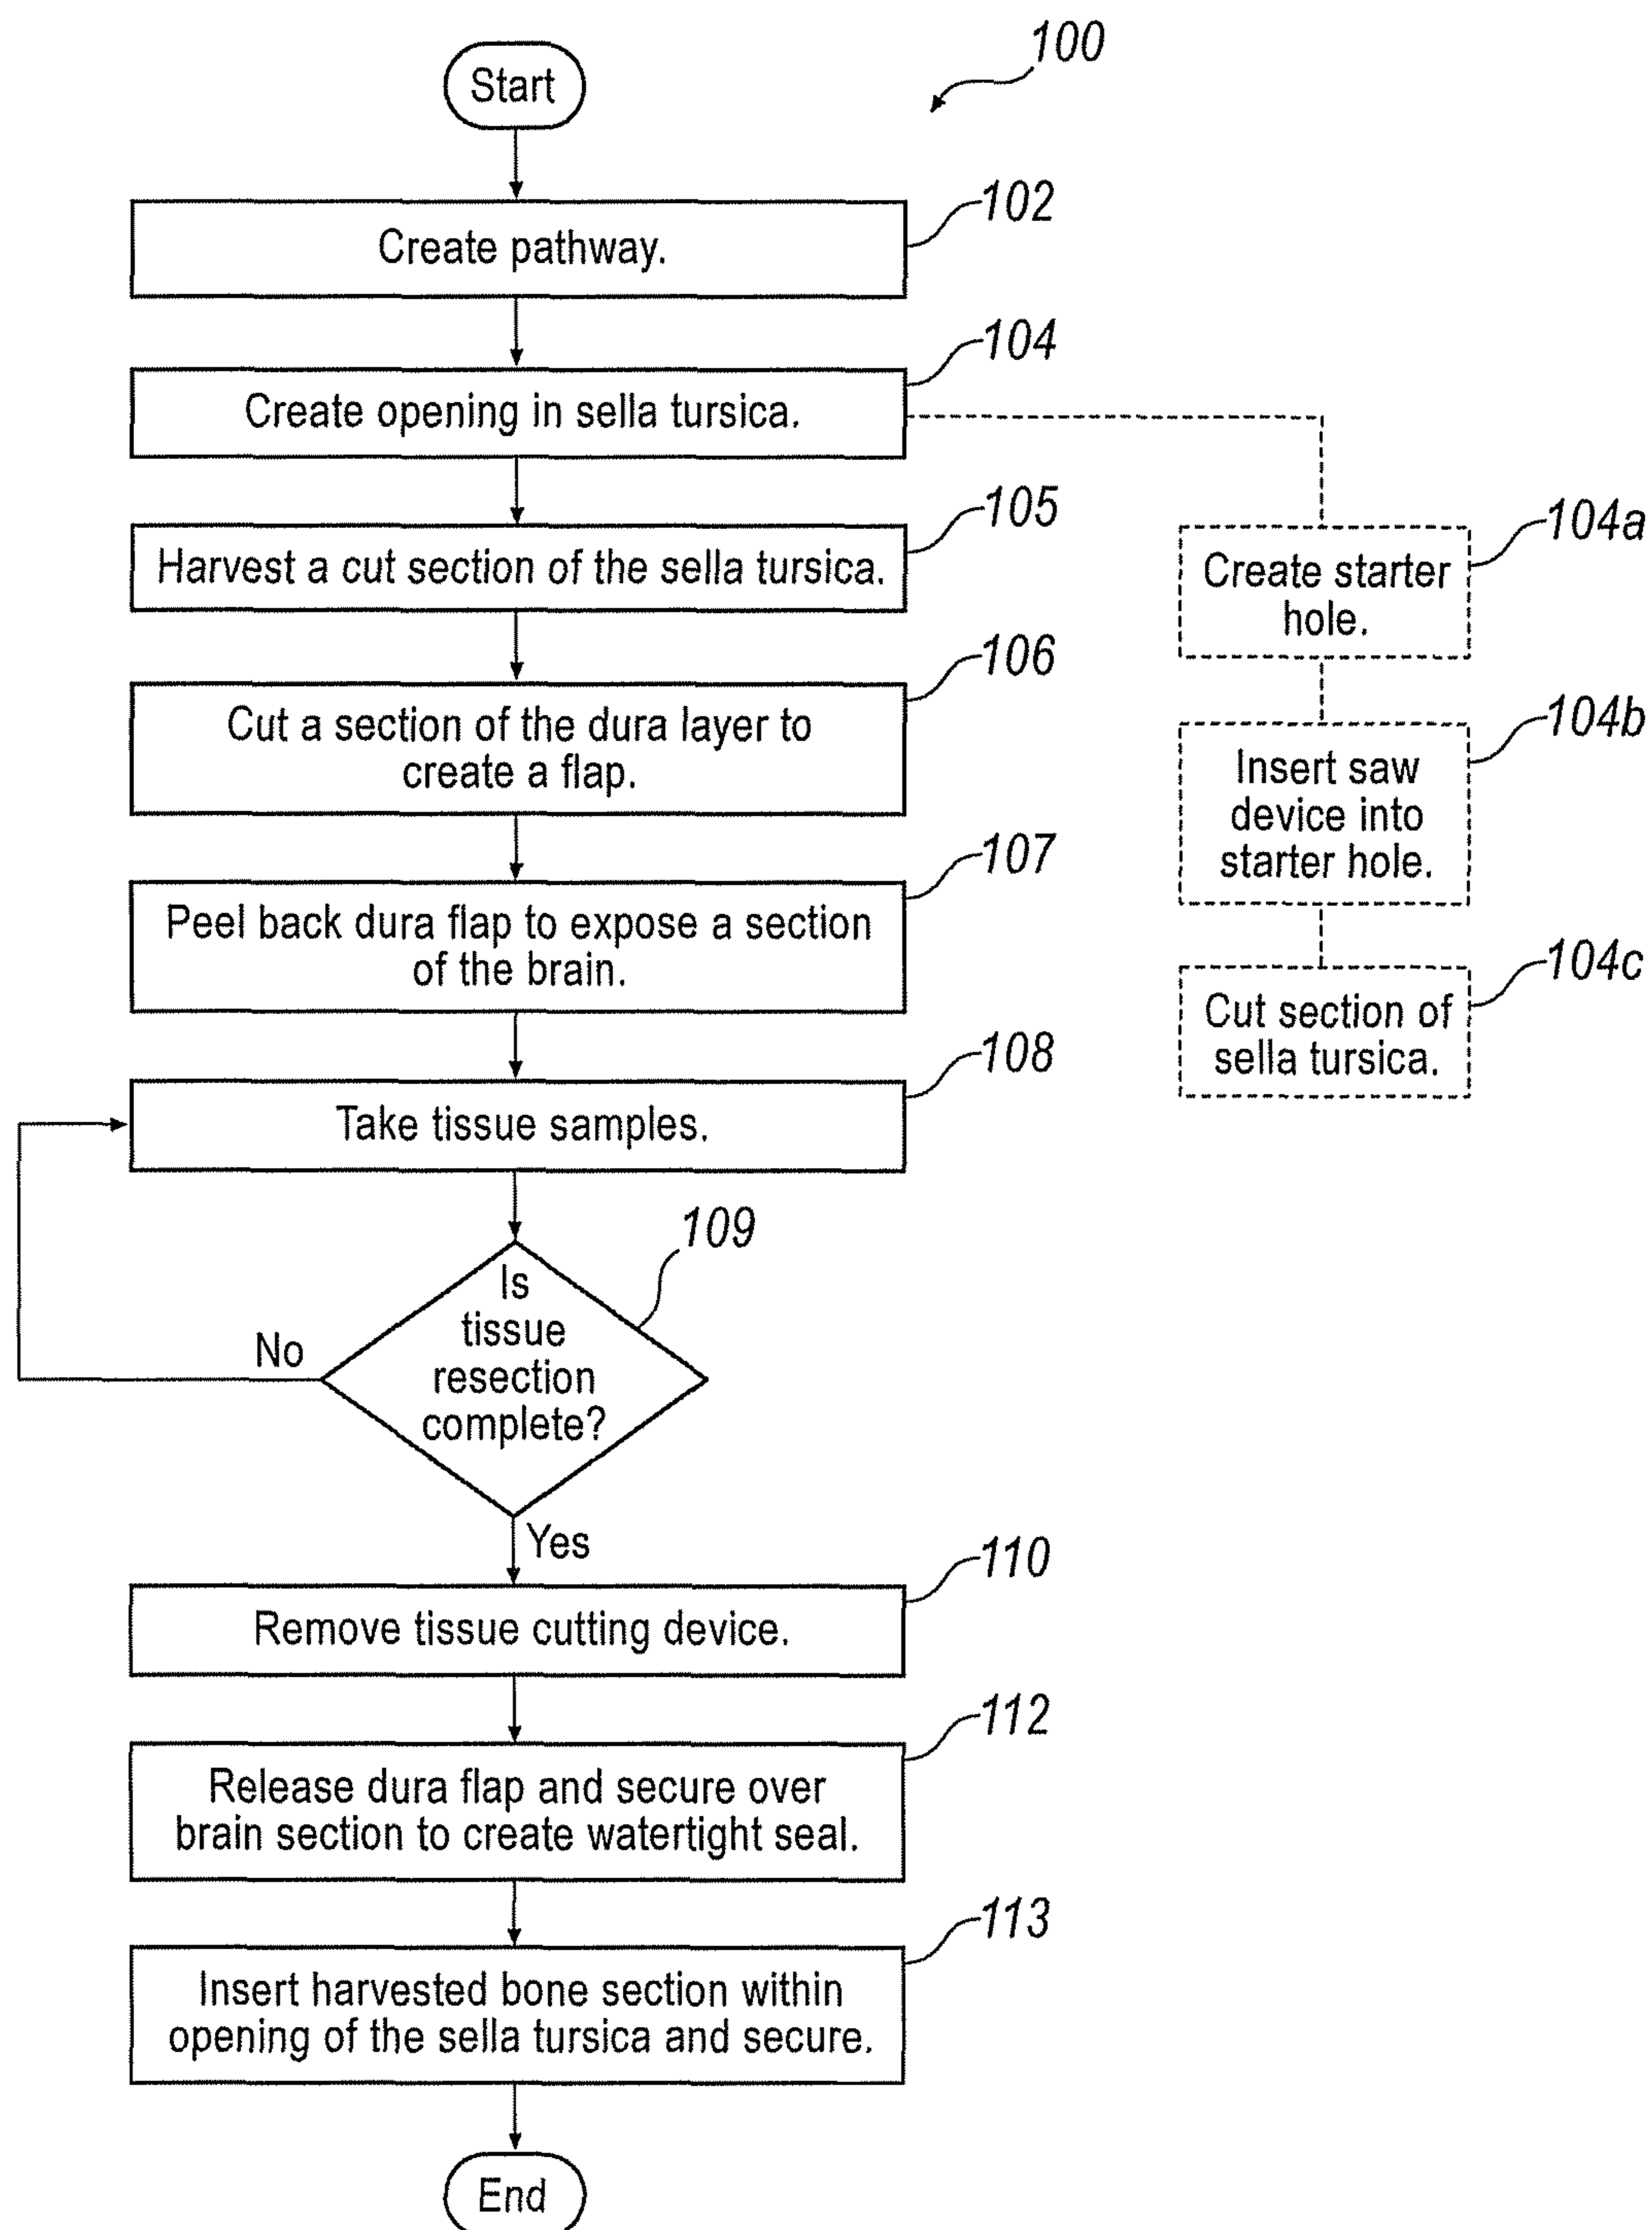 100
Start
102
Create pathway.
104
Create opening in sella tursica.
105
Harvest a cut section of the sella tursica.
104a
Create starter
hole.
106
Cut a section of the dura layer to
create a flap.
104b
Insert saw
device into
starter hole.
107
Peel back dura flap to expose a section
of the brain.
104c
Cut section of
sella tursica.
108
Take tissue samples.
109
Is
tissue
resection
complete?
No
Yes
110
Remove tissue cutting device.
112
Release dura flap and secure over
brain section to create watertight seal.
113
Insert harvested bone section within
opening of the sella tursica and secure.
End